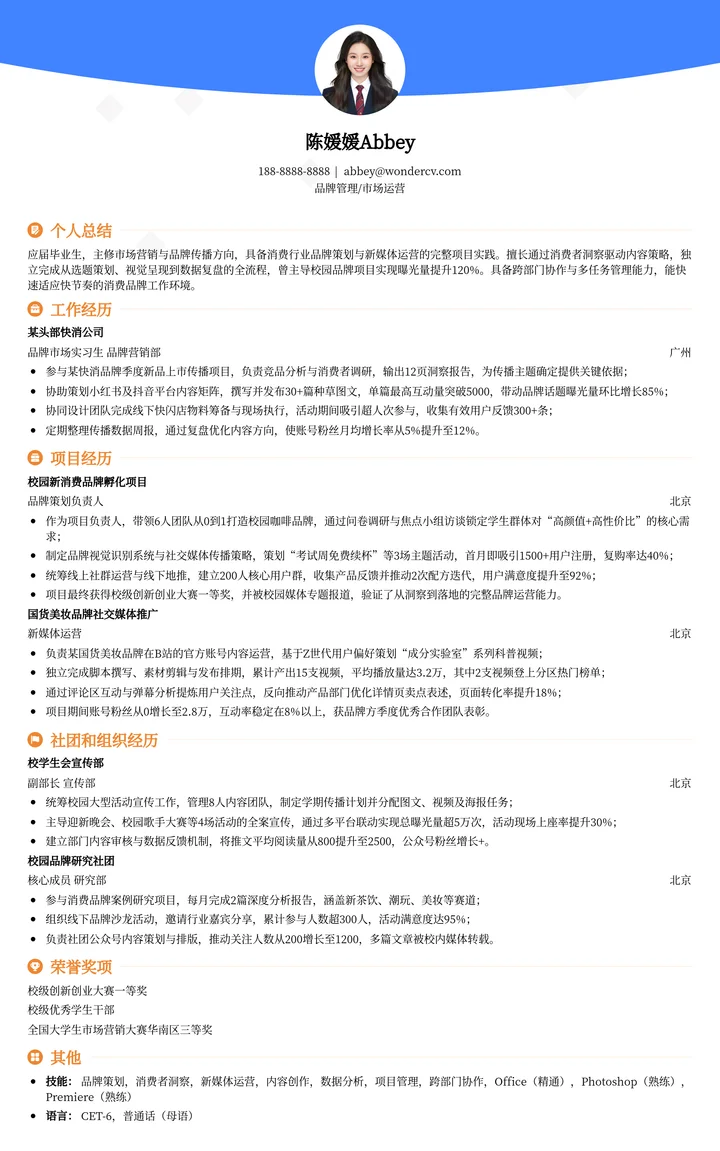 陈媛媛Abbey
188-8888-8888 | abbey@wondercv.com
品牌管理/市场运营
个人总结
应届毕业生，主修市场营销与品牌传播方向，具备消费行业品牌策划与新媒体运营的完整项目实践。擅长通过消费者洞察驱动内容策略，独
立完成从选题策划、视觉呈现到数据复盘的全流程，曾主导校园品牌项目实现曝光量提升120%。具备跨部门协作与多任务管理能力，能快
速适应快节奏的消费品牌工作环境。
工作经历
某头部快消公司
品牌市场实习生 品牌营销部 广州
• 参与某快消品牌季度新品上市传播项目，负责竞品分析与消费者调研，输出12页洞察报告，为传播主题确定提供关键依据；
• 协助策划小红书及抖音平台内容矩阵，撰写并发布30+篇种草图文，单篇最高互动量突破5000，带动品牌话题曝光量环比增长85%；
• 协同设计团队完成线下快闪店物料筹备与现场执行，活动期间吸引超人次参与，收集有效用户反馈300+条；
• 定期整理传播数据周报，通过复盘优化内容方向，使账号粉丝月均增长率从5%提升至12%。
项目经历
校园新消费品牌孵化项目
品牌策划负责人 北京
• 作为项目负责人，带领6人团队从0到1打造校园咖啡品牌，通过问卷调研与焦点小组访谈锁定学生群体对“高颜值+高性价比”的核心需
求；
• 制定品牌视觉识别系统与社交媒体传播策略，策划“考试周免费续杯”等3场主题活动，首月即吸引1500+用户注册，复购率达40%；
• 统筹线上社群运营与线下地推，建立200人核心用户群，收集产品反馈并推动2次配方迭代，用户满意度提升至92%；
• 项目最终获得校级创新创业大赛一等奖，并被校园媒体专题报道，验证了从洞察到落地的完整品牌运营能力。
国货美妆品牌社交媒体推广
新媒体运营 北京
• 负责某国货美妆品牌在B站的官方账号内容运营，基于Z世代用户偏好策划“成分实验室”系列科普视频；
• 独立完成脚本撰写、素材剪辑与发布排期，累计产出15支视频，平均播放量达3.2万，其中2支视频登上分区热门榜单；
• 通过评论区互动与弹幕分析提炼用户关注点，反向推动产品部门优化详情页卖点表述，页面转化率提升18%；
• 项目期间账号粉丝从0增长至2.8万，互动率稳定在8%以上，获品牌方季度优秀合作团队表彰。
社团和组织经历
校学生会宣传部
副部长 宣传部 北京
• 统筹校园大型活动宣传工作，管理8人内容团队，制定学期传播计划并分配图文、视频及海报任务；
• 主导迎新晚会、校园歌手大赛等4场活动的全案宣传，通过多平台联动实现总曝光量超5万次，活动现场上座率提升30%；
• 建立部门内容审核与数据反馈机制，将推文平均阅读量从800提升至2500，公众号粉丝增长+。
校园品牌研究社团
核心成员 研究部 北京
• 参与消费品牌案例研究项目，每月完成2篇深度分析报告，涵盖新茶饮、潮玩、美妆等赛道；
• 组织线下品牌沙龙活动，邀请行业嘉宾分享，累计参与人数超300人，活动满意度达95%；
• 负责社团公众号内容策划与排版，推动关注人数从200增长至1200，多篇文章被校内媒体转载。
荣誉奖项
校级创新创业大赛一等奖
校级优秀学生干部
全国大学生市场营销大赛华南区三等奖
其他
• 技能： 品牌策划，消费者洞察，新媒体运营，内容创作，数据分析，项目管理，跨部门协作，Office（精通），Photoshop（熟练），
Premiere（熟练）
• 语言： CET-6，普通话（母语）